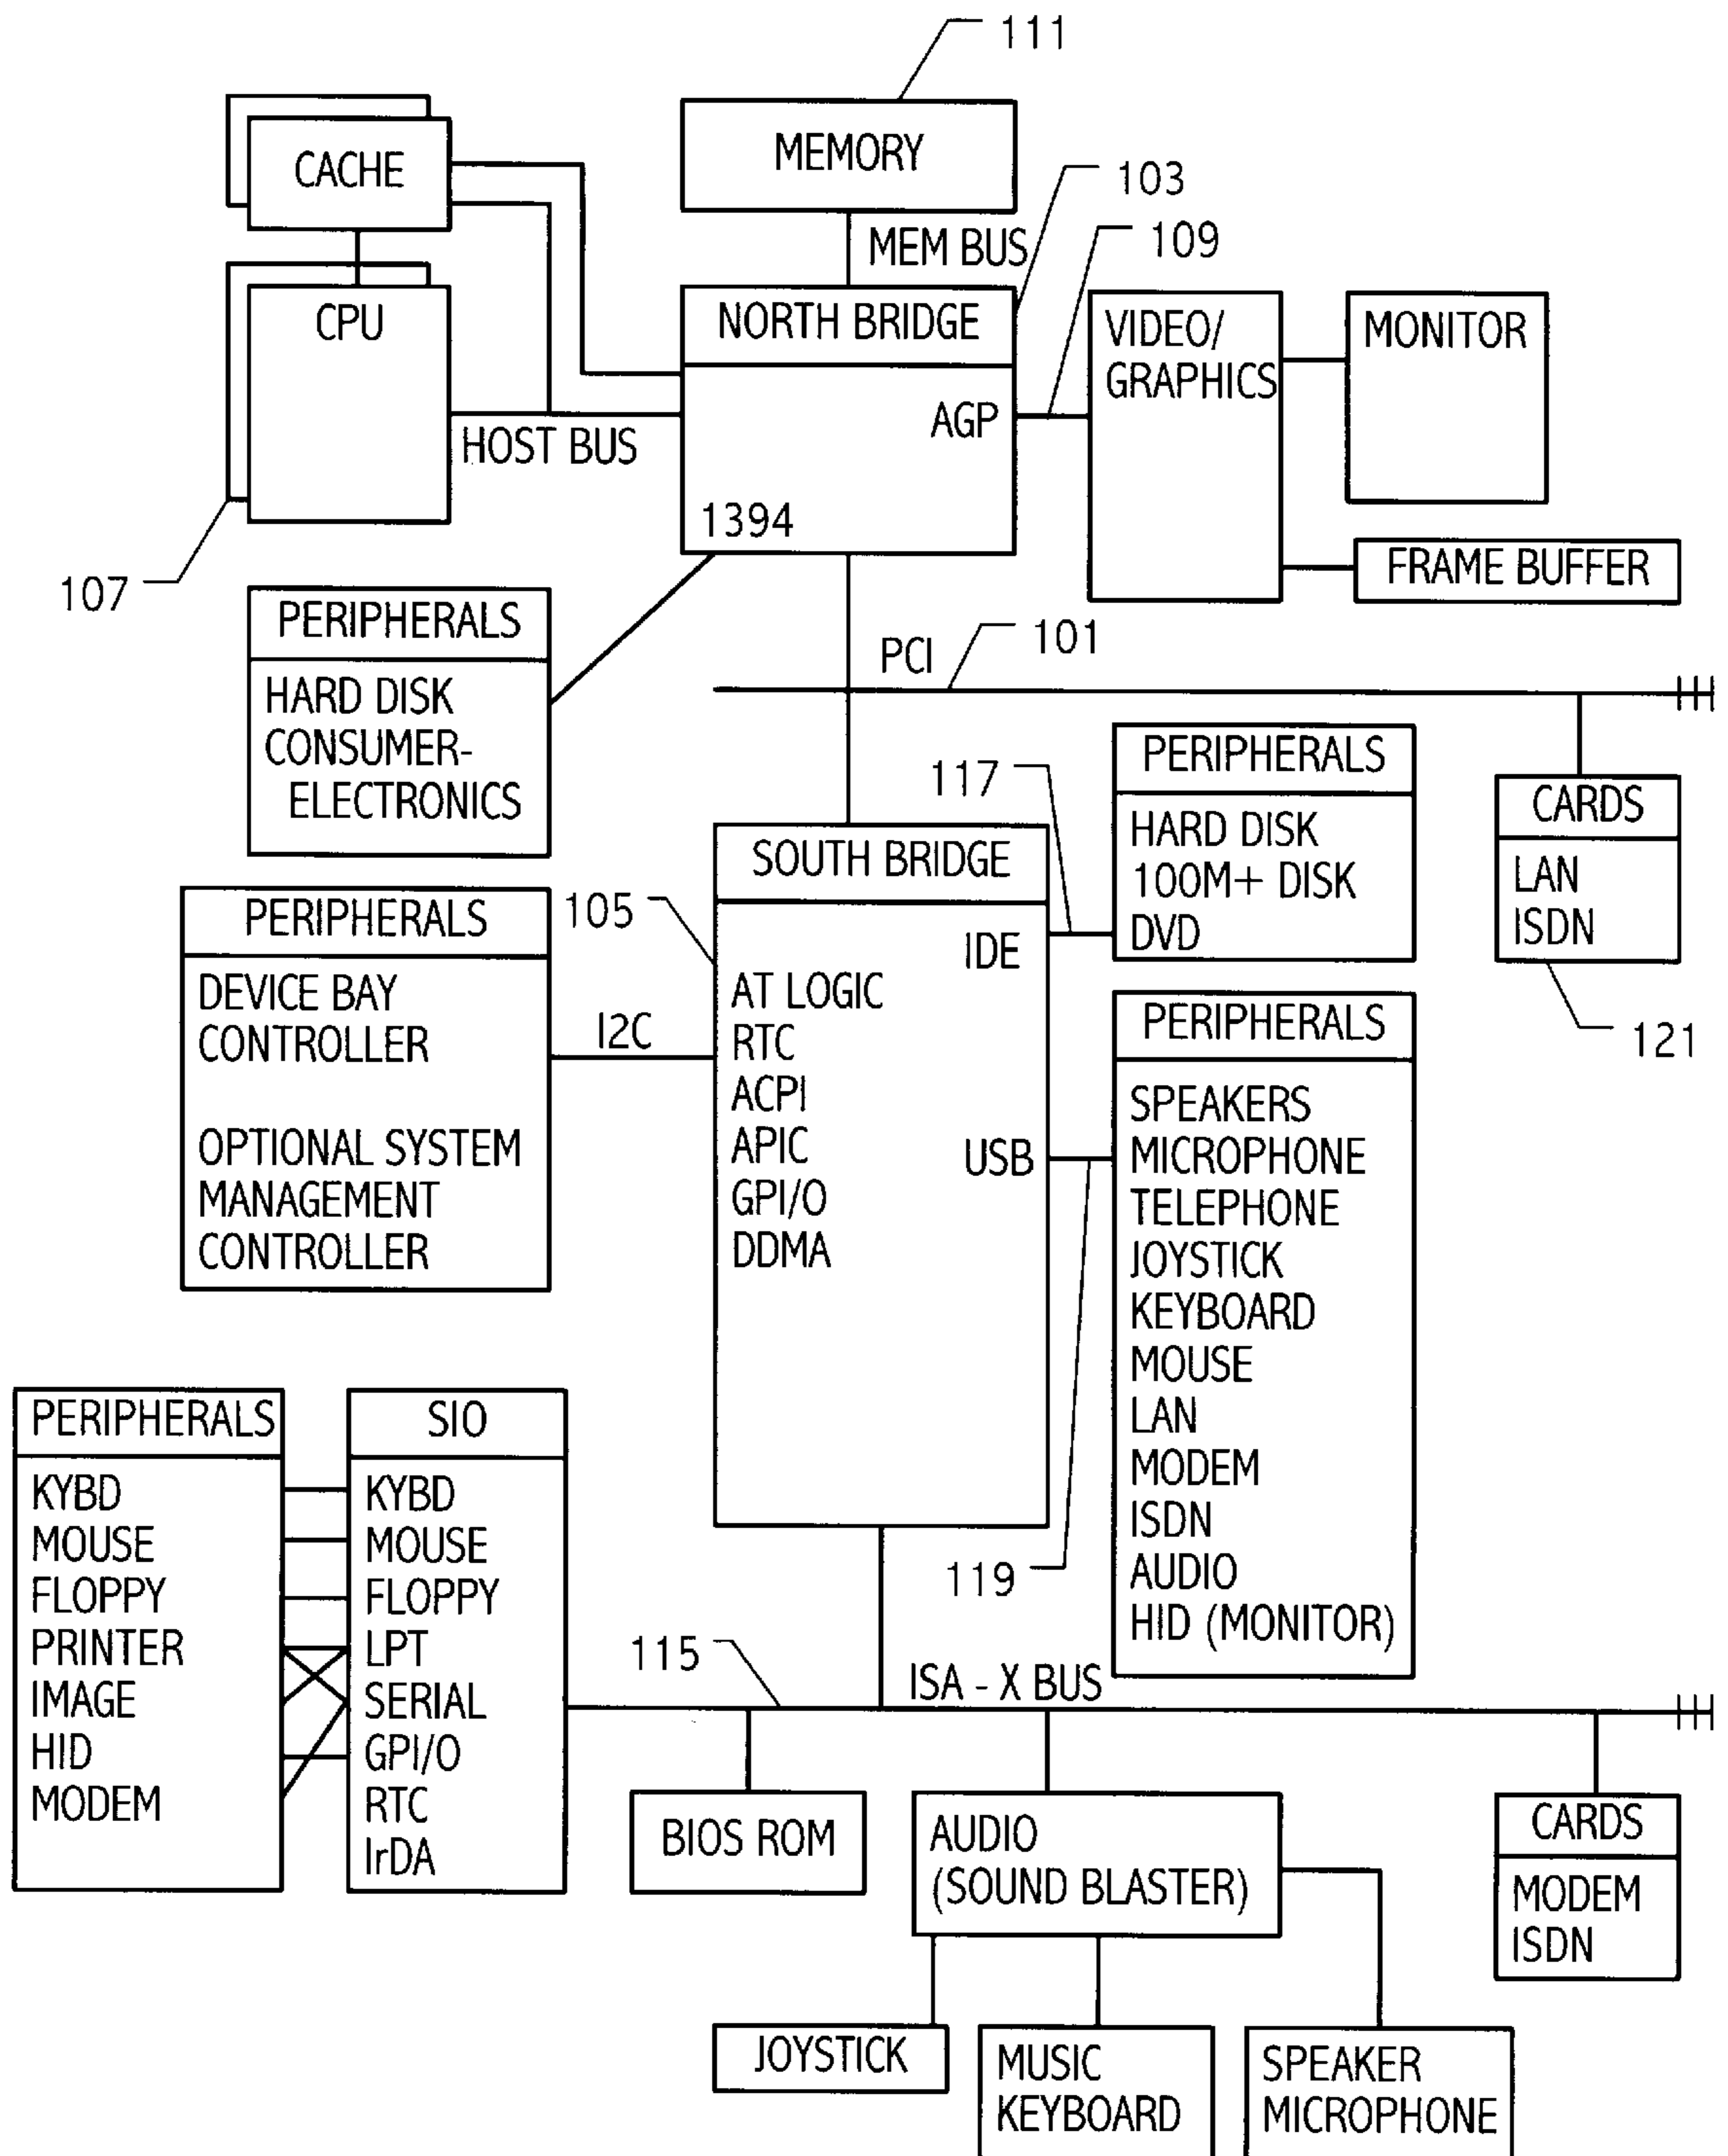 111
CACHE
MEMORY
103
MEM BUS
109
CPU
NORTH BRIDGE
AGP
1394
HOST BUS
107
VIDEO/
GRAPHICS
MONITOR
FRAME BUFFER
PERIPHERALS
HARD DISK
CONSUMER-
ELECTRONICS
PCI
101
117
PERIPHERALS
HARD DISK
100M+ DISK
DVD
CARDS
LAN
ISDN
121
105
SOUTH BRIDGE
IDE
AT LOGIC
RTC
ACPI
APIC
GPI/O
DDMA
USB
PERIPHERALS
DEVICE BAY
CONTROLLER
OPTIONAL SYSTEM
MANAGEMENT
CONTROLLER
I2C
PERIPHERALS
SPEAKERS
MICROPHONE
TELEPHONE
JOYSTICK
KEYBOARD
MOUSE
LAN
MODEM
ISDN
AUDIO
HID (MONITOR)
119
PERIPHERALS
KYBD
MOUSE
FLOPPY
PRINTER
IMAGE
HID
MODEM
SIO
KYBD
MOUSE
FLOPPY
LPT
SERIAL
GPI/O
RTC
IrDA
115
ISA - X BUS
BIOS ROM
AUDIO
(SOUND BLASTER)
CARDS
MODEM
ISDN
JOYSTICK
MUSIC
KEYBOARD
SPEAKER
MICROPHONE